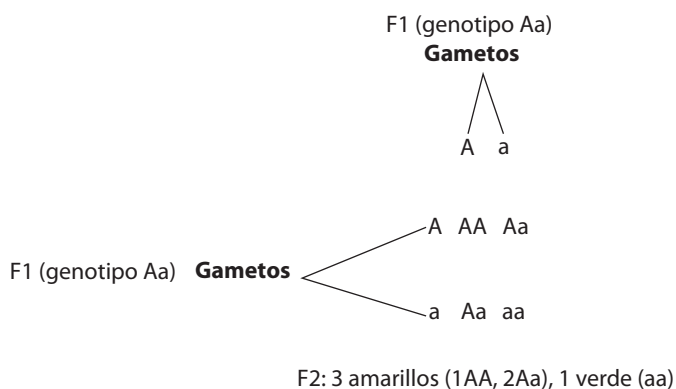 F1 (genotipo Aa)
Gametos
A a
A AA Aa
F1 (genotipo Aa) Gametos
a Aa aa
F2: 3 amarillos (1AA, 2Aa), 1 verde (aa)